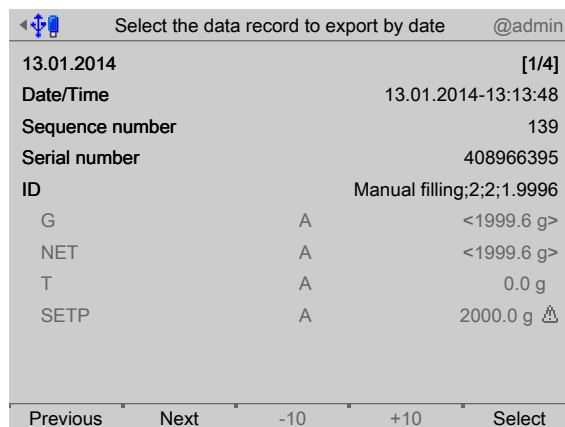 Select the data record to export by date @admin
13.01.2014 [1/4]
Date/Time 13.01.2014-13:13:48
Sequence number 139
Serial number 408966395
ID Manual filling;2;2;1.9996
G A <1999.6 g>
NET A <1999.6 g>
T A 0.0 g
SETP A 2000.0 g
Previous Next -10 +10 Select